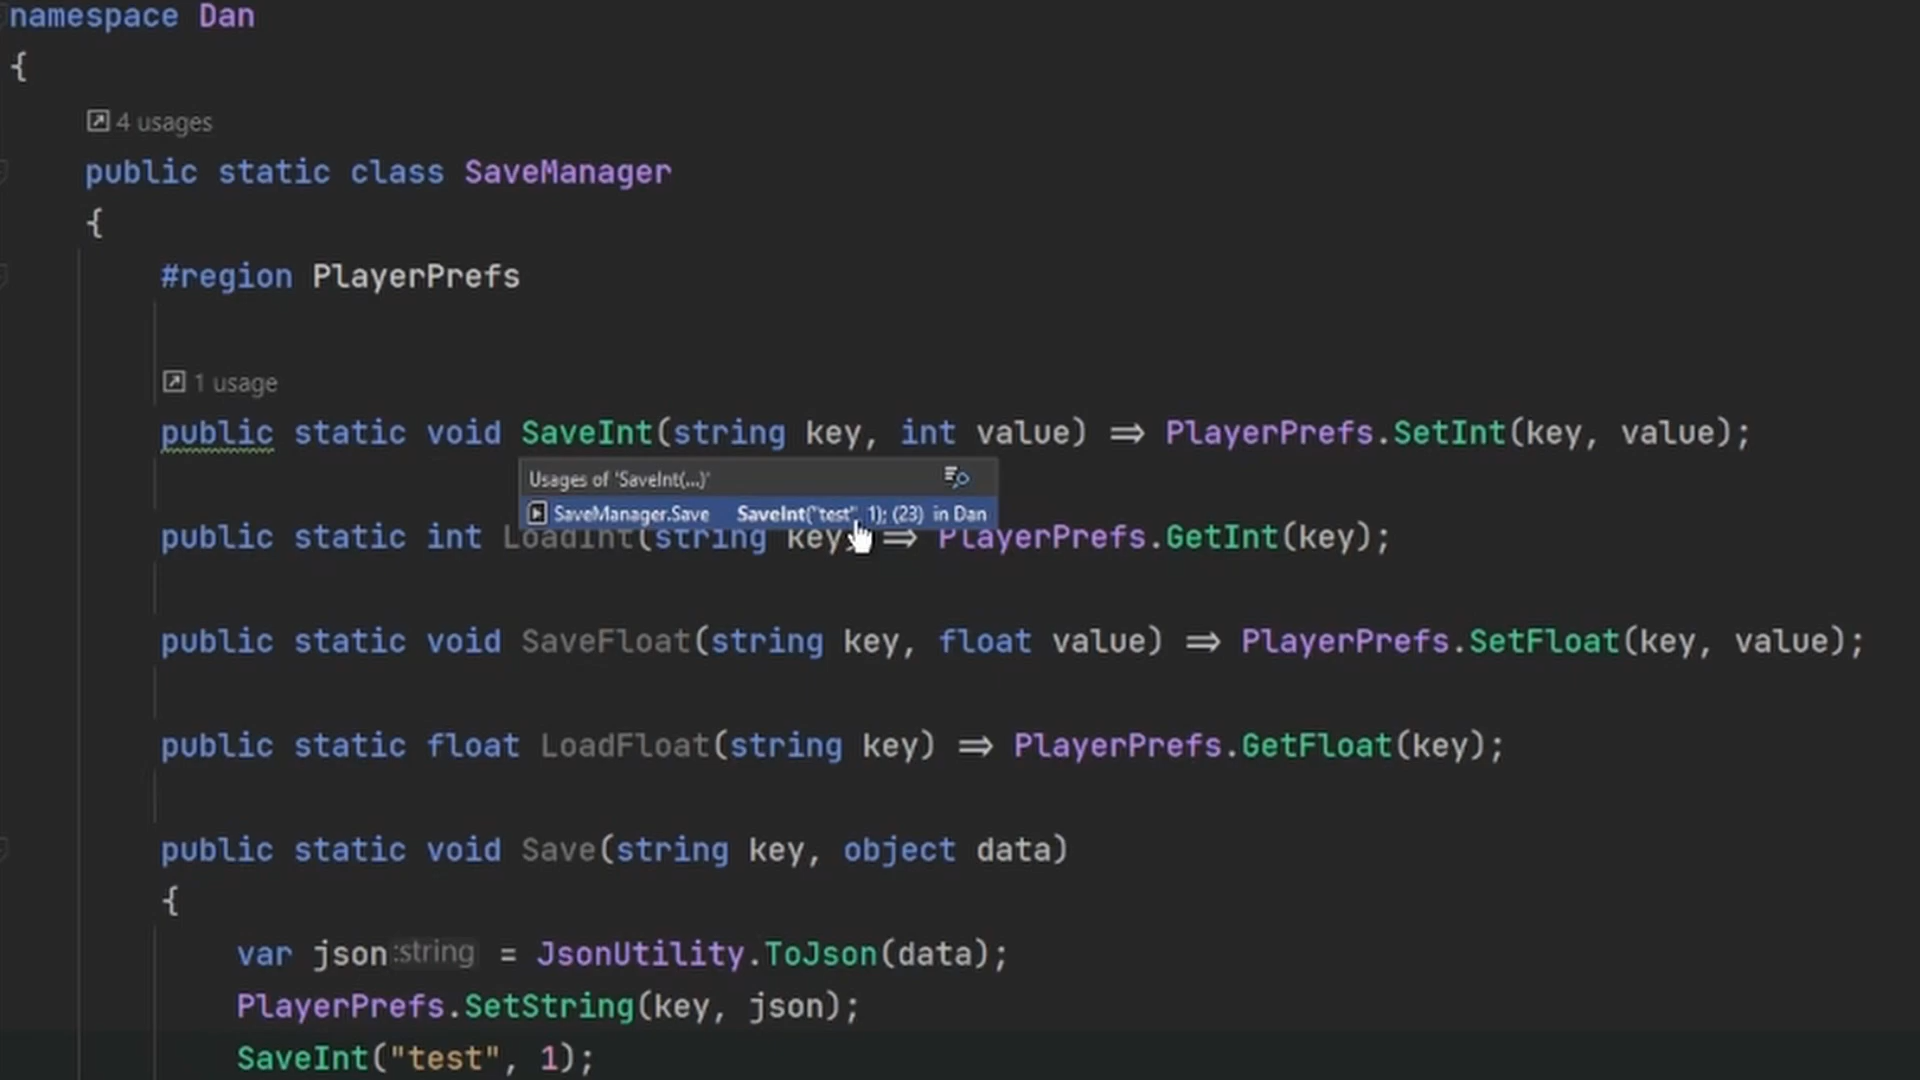 namespace Dan
{
4 usages
public static class SaveManager
{
#region PlayerPrefs
1 usage
public static void SaveInt(string key, int value) => PlayerPrefs.SetInt(key, value);
Usages of 'SaveInt(...)'
SaveManager.Save SaveInt("test", 1); (23) in Dan
public static int LoadInt(string key) => PlayerPrefs.GetInt(key);
public static void SaveFloat(string key, float value) => PlayerPrefs.SetFloat(key, value);
public static float LoadFloat(string key) => PlayerPrefs.GetFloat(key);
public static void Save(string key, object data)
{
var json:string = JsonUtility.ToJson(data);
PlayerPrefs.SetString(key, json);
SaveInt("test", 1);